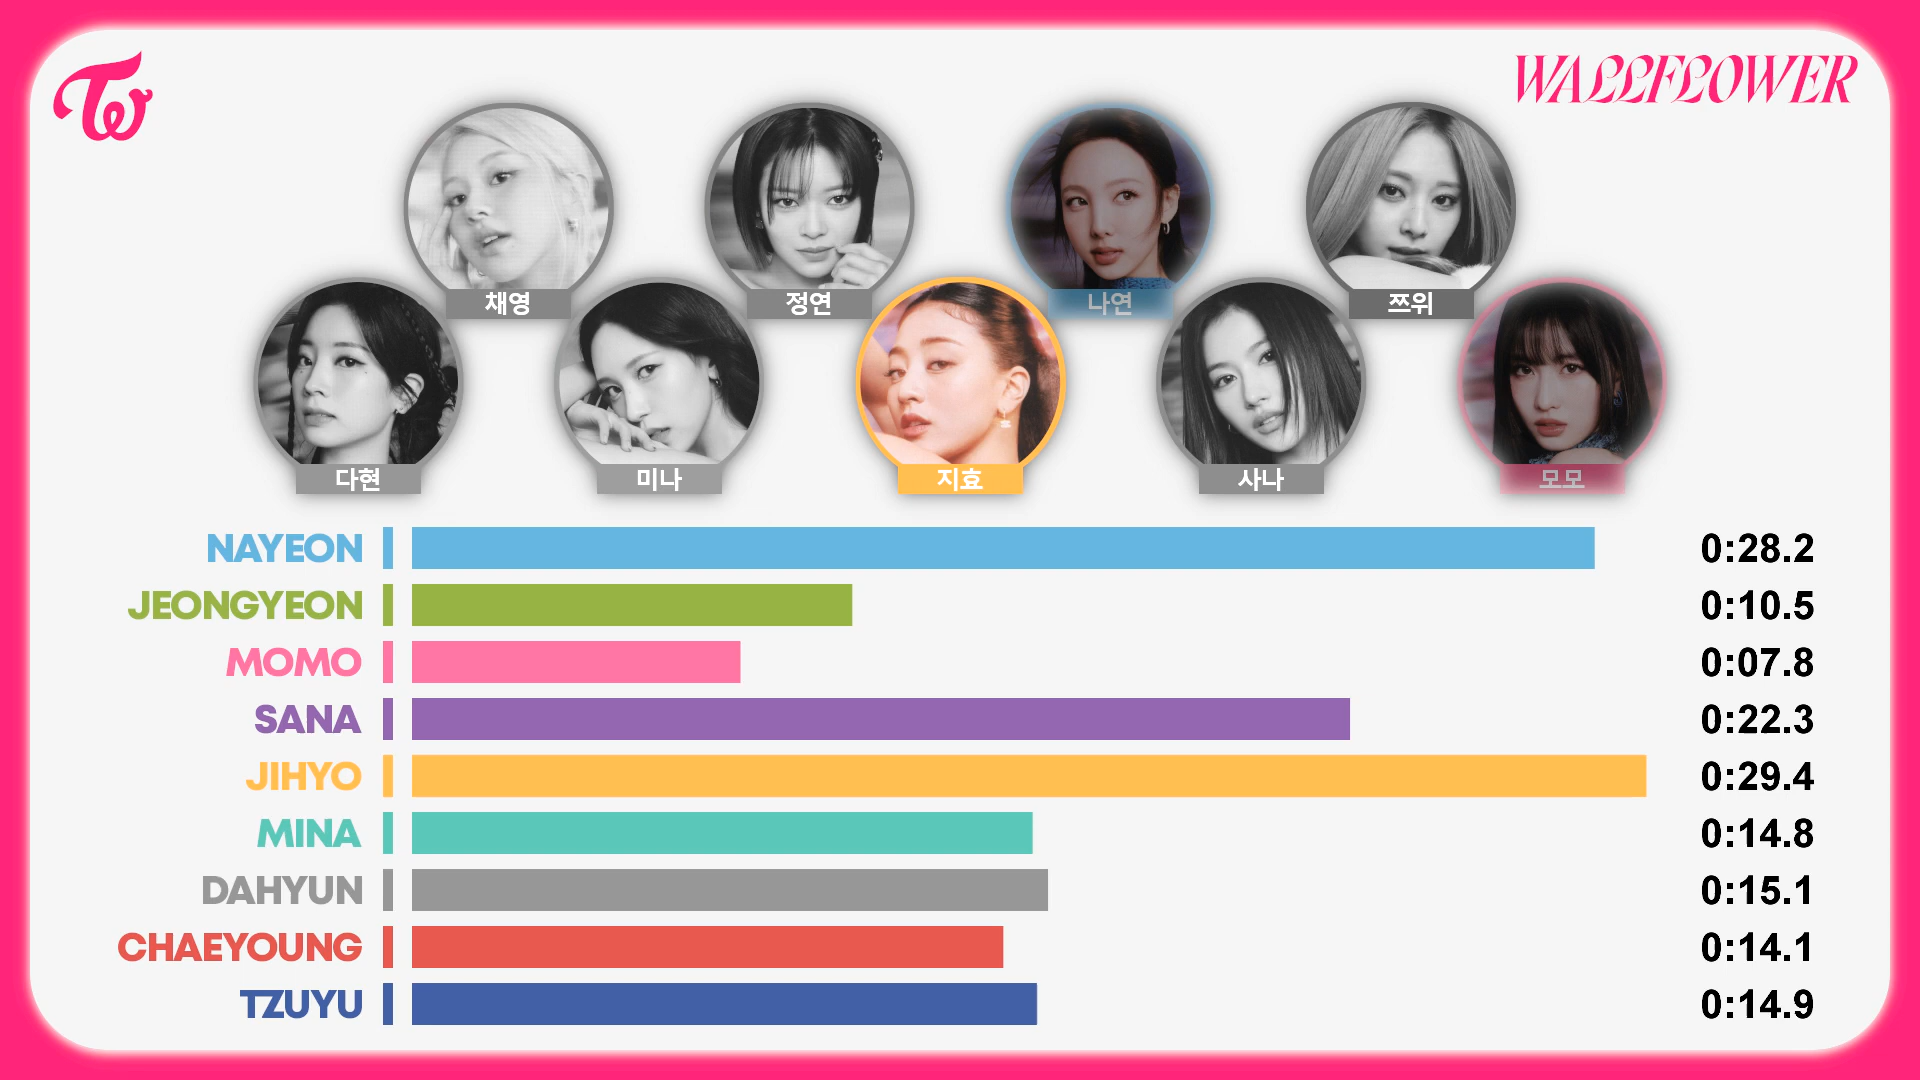 Tw
WALLFLOWER
채영
정연
나연
쯔위
다현
미나
지효
사나
모모
NAYEON 0:28.2
JEONGYEON 0:10.5
MOMO 0:07.8
SANA 0:22.3
JIHYO 0:29.4
MINA 0:14.8
DAHYUN 0:15.1
CHAEYOUNG 0:14.1
TZUYU 0:14.9